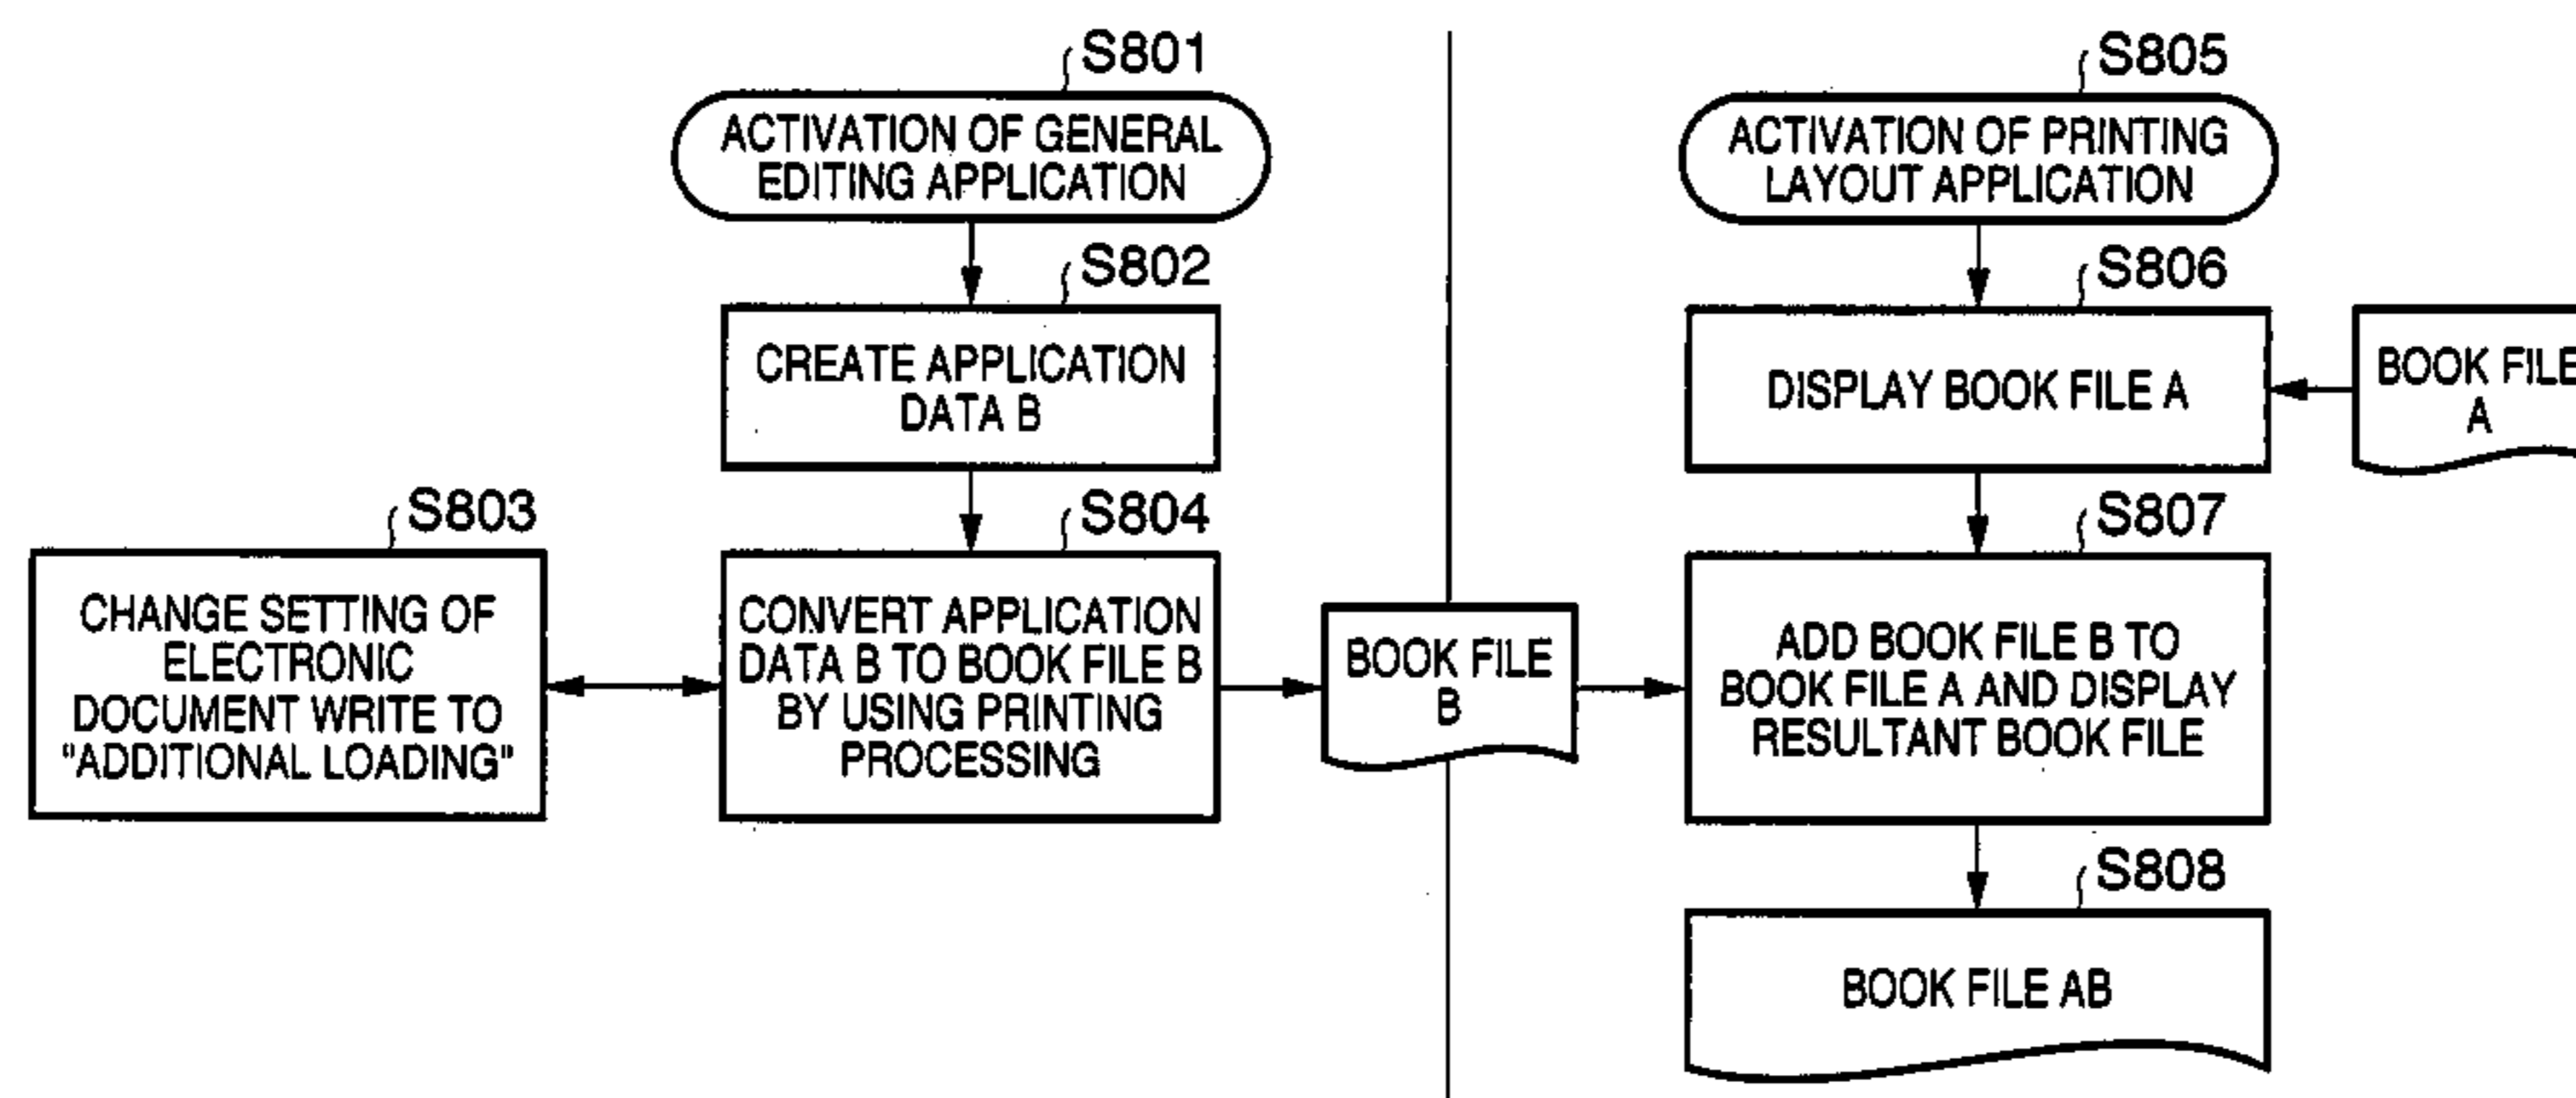 S801
ACTIVATION OF GENERAL
EDITING APPLICATION
S802
CREATE APPLICATION
DATA B
S803
CHANGE SETTING OF
ELECTRONIC
DOCUMENT WRITE TO
"ADDITIONAL LOADING"
S804
CONVERT APPLICATION
DATA B TO BOOK FILE B
BY USING PRINTING
PROCESSING
BOOK FILE
B
S805
ACTIVATION OF PRINTING
LAYOUT APPLICATION
S806
DISPLAY BOOK FILE A
BOOK FILE
A
S807
ADD BOOK FILE B TO
BOOK FILE A AND DISPLAY
RESULTANT BOOK FILE
S808
BOOK FILE AB